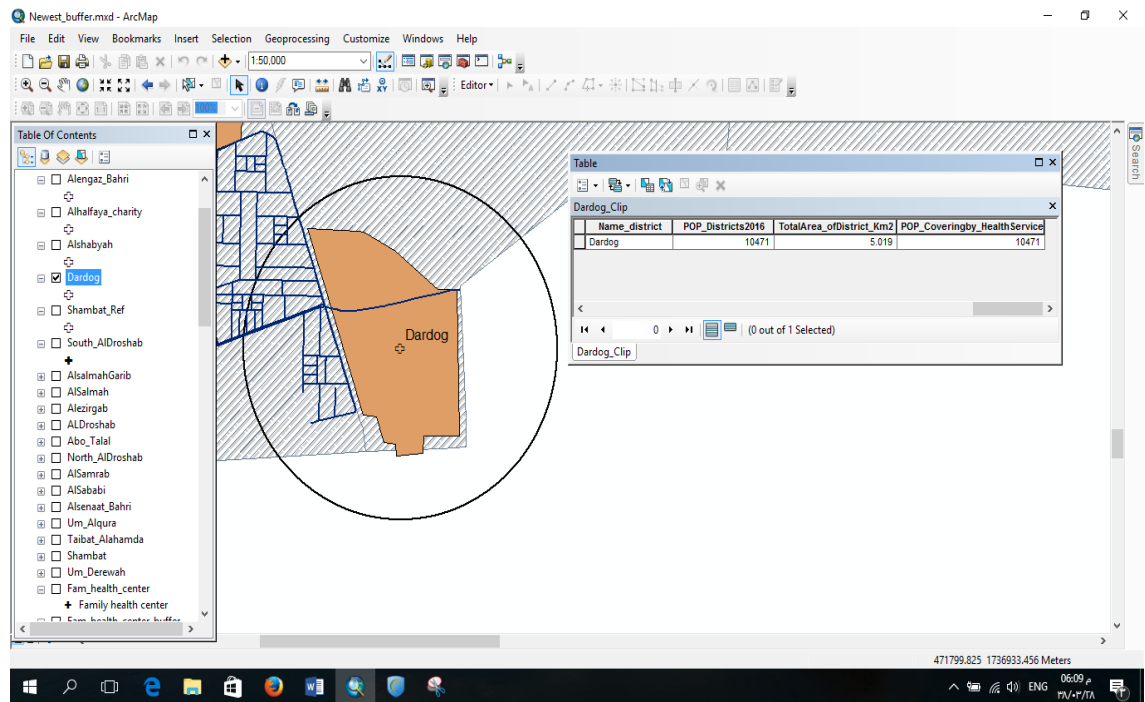 Newest_buffer.mxd - ArcMap
File Edit View Bookmarks Insert Selection Geoprocessing Customize Windows Help
1:50,000
Editor
100%
Table Of Contents
Alengaz_Bahri
Alhalfaya_charity
Alshabyah
Dardog
Shambat_Ref
South_AlDroshab
AlsalmahGarib
AlSalmah
Alezirgab
ALDroshab
Abo_Talal
North_AlDroshab
AlSamrab
AlSababi
Alsenaat_Bahri
Um_Alqura
Taibat_Alahamda
Shambat
Um_Derewah
Fam_health_center
Family health center
Fam_health_center_buffer
Dardog
Table
Dardog_Clip
Name_district POP_Districts2016 TotalArea_ofDistrict_Km2 POP_Coveringby_HealthService
Dardog 10471 5.019 10471
0 (0 out of 1 Selected)
Dardog_Clip
Search
471799.825 1736933.456 Meters
ENG
06:09 م